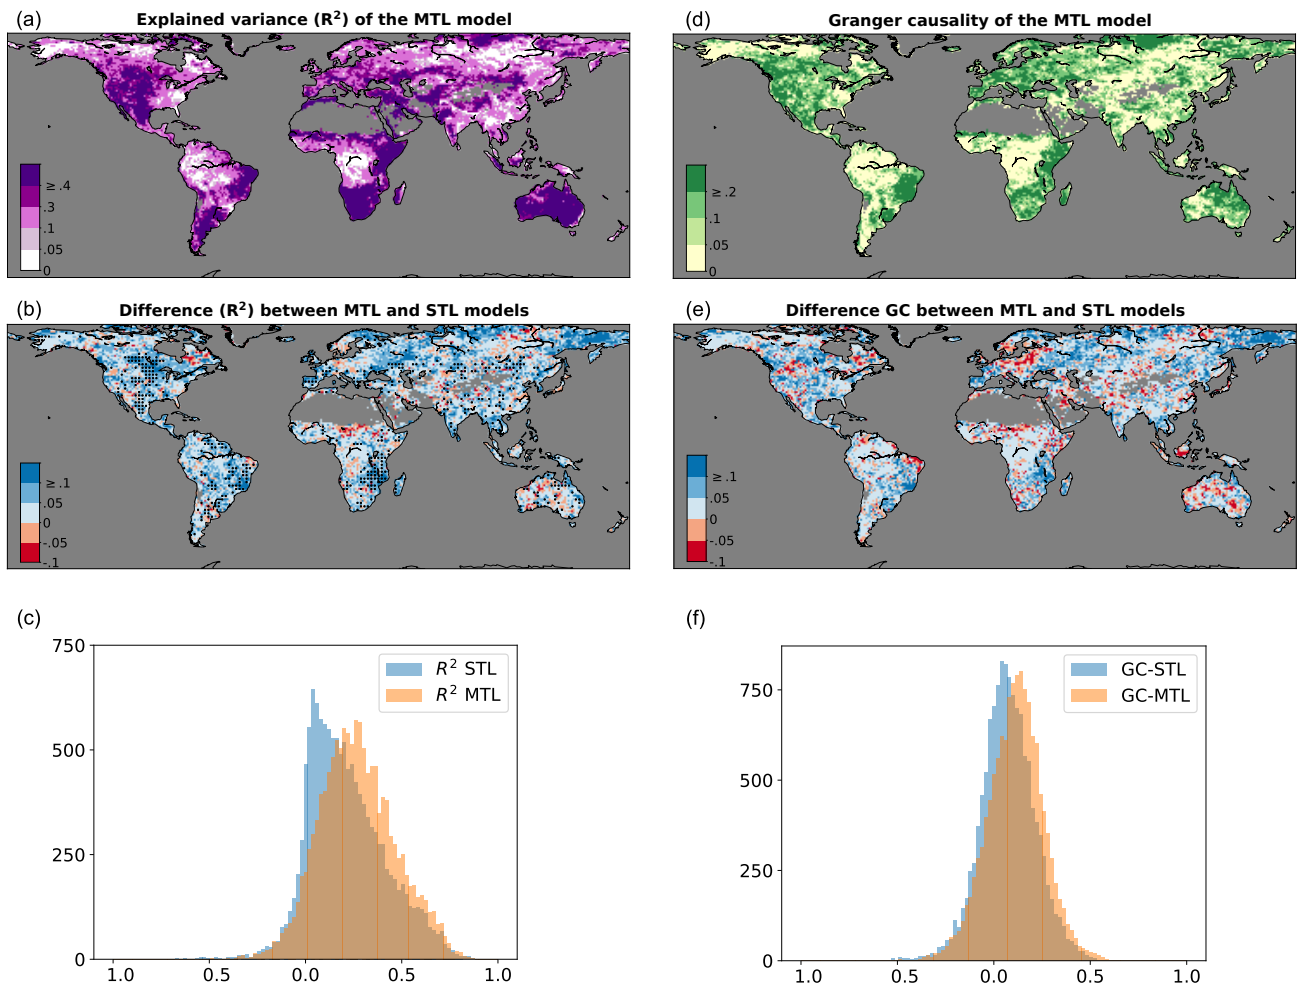 (a)
Explained variance (R²) of the MTL model
≥ .4
.3
.1
.05
0
(d)
Granger causality of the MTL model
≥ .2
.1
.05
0
(b)
Difference (R²) between MTL and STL models
≥ .1
.05
0
-.05
-.1
(e)
Difference GC between MTL and STL models
≥ .1
.05
0
-.05
-.1
(c)
750
500
250
0
1.0 0.5 0.0 0.5 1.0
R² STL
R² MTL
(f)
750
500
250
0
1.0 0.5 0.0 0.5 1.0
GC-STL
GC-MTL